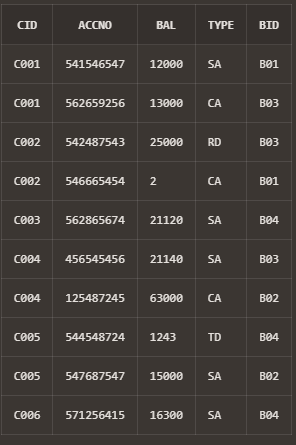 CID ACCNO BAL TYPE BID
C001 541546547 12000 SA B01
C001 562659256 13000 CA B03
C002 542487543 25000 RD B03
C002 546665454 2 CA B01
C003 562865674 21120 SA B04
C004 456545456 21140 SA B03
C004 125487245 63000 CA B02
C005 544548724 1243 TD B04
C005 547687547 15000 SA B02
C006 571256415 16300 SA B04